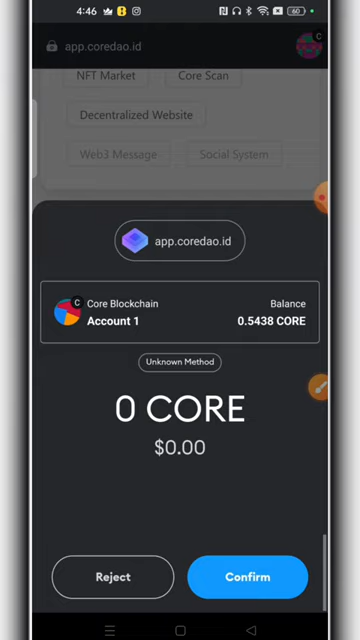 4:46
60
app.coredao.id
C
NFT Market
Core Scan
Decentralized Website
Web3 Message
Social System
app.coredao.id
C
Core Blockchain
Balance
Account 1
0.5438 CORE
Unknown Method
0 CORE
$0.00
Reject
Confirm